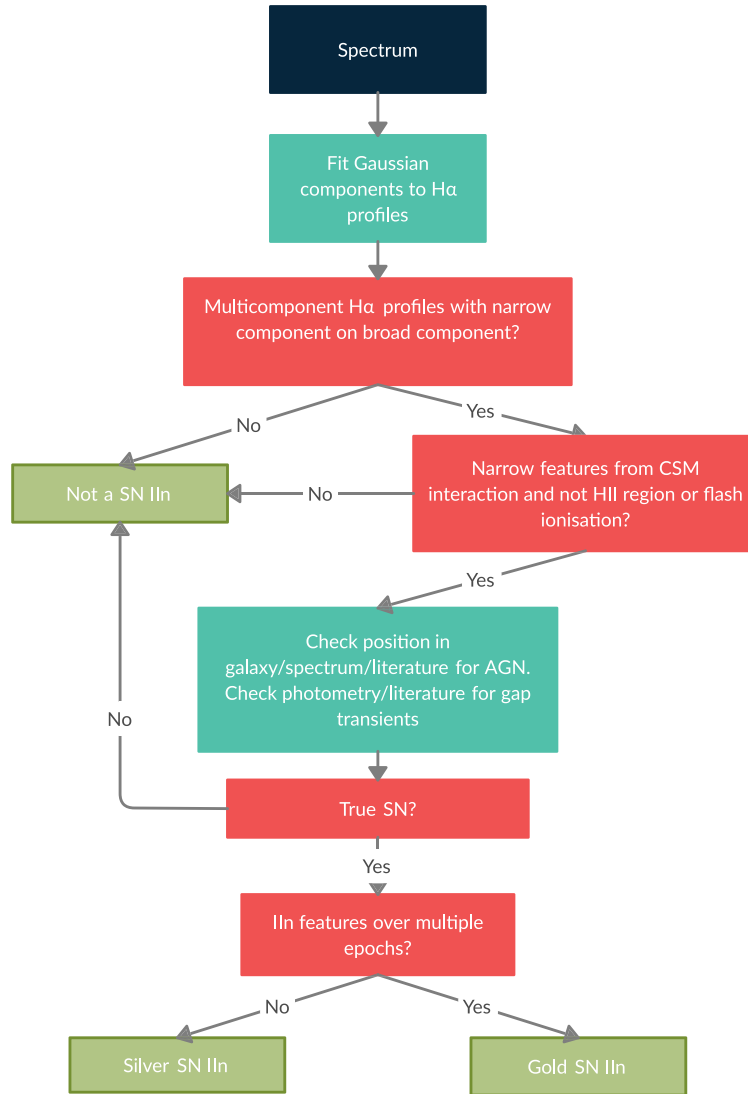 Spectrum
Fit Gaussian
components to Hα
profiles
Multicomponent Hα profiles with narrow
component on broad component?
No
Yes
Not a SN IIn
No
Narrow features from CSM
interaction and not HII region or flash
ionisation?
Yes
Check position in
galaxy/spectrum/literature for AGN.
Check photometry/literature for gap
transients
No
True SN?
Yes
IIn features over multiple
epochs?
No
Yes
Silver SN IIn
Gold SN IIn